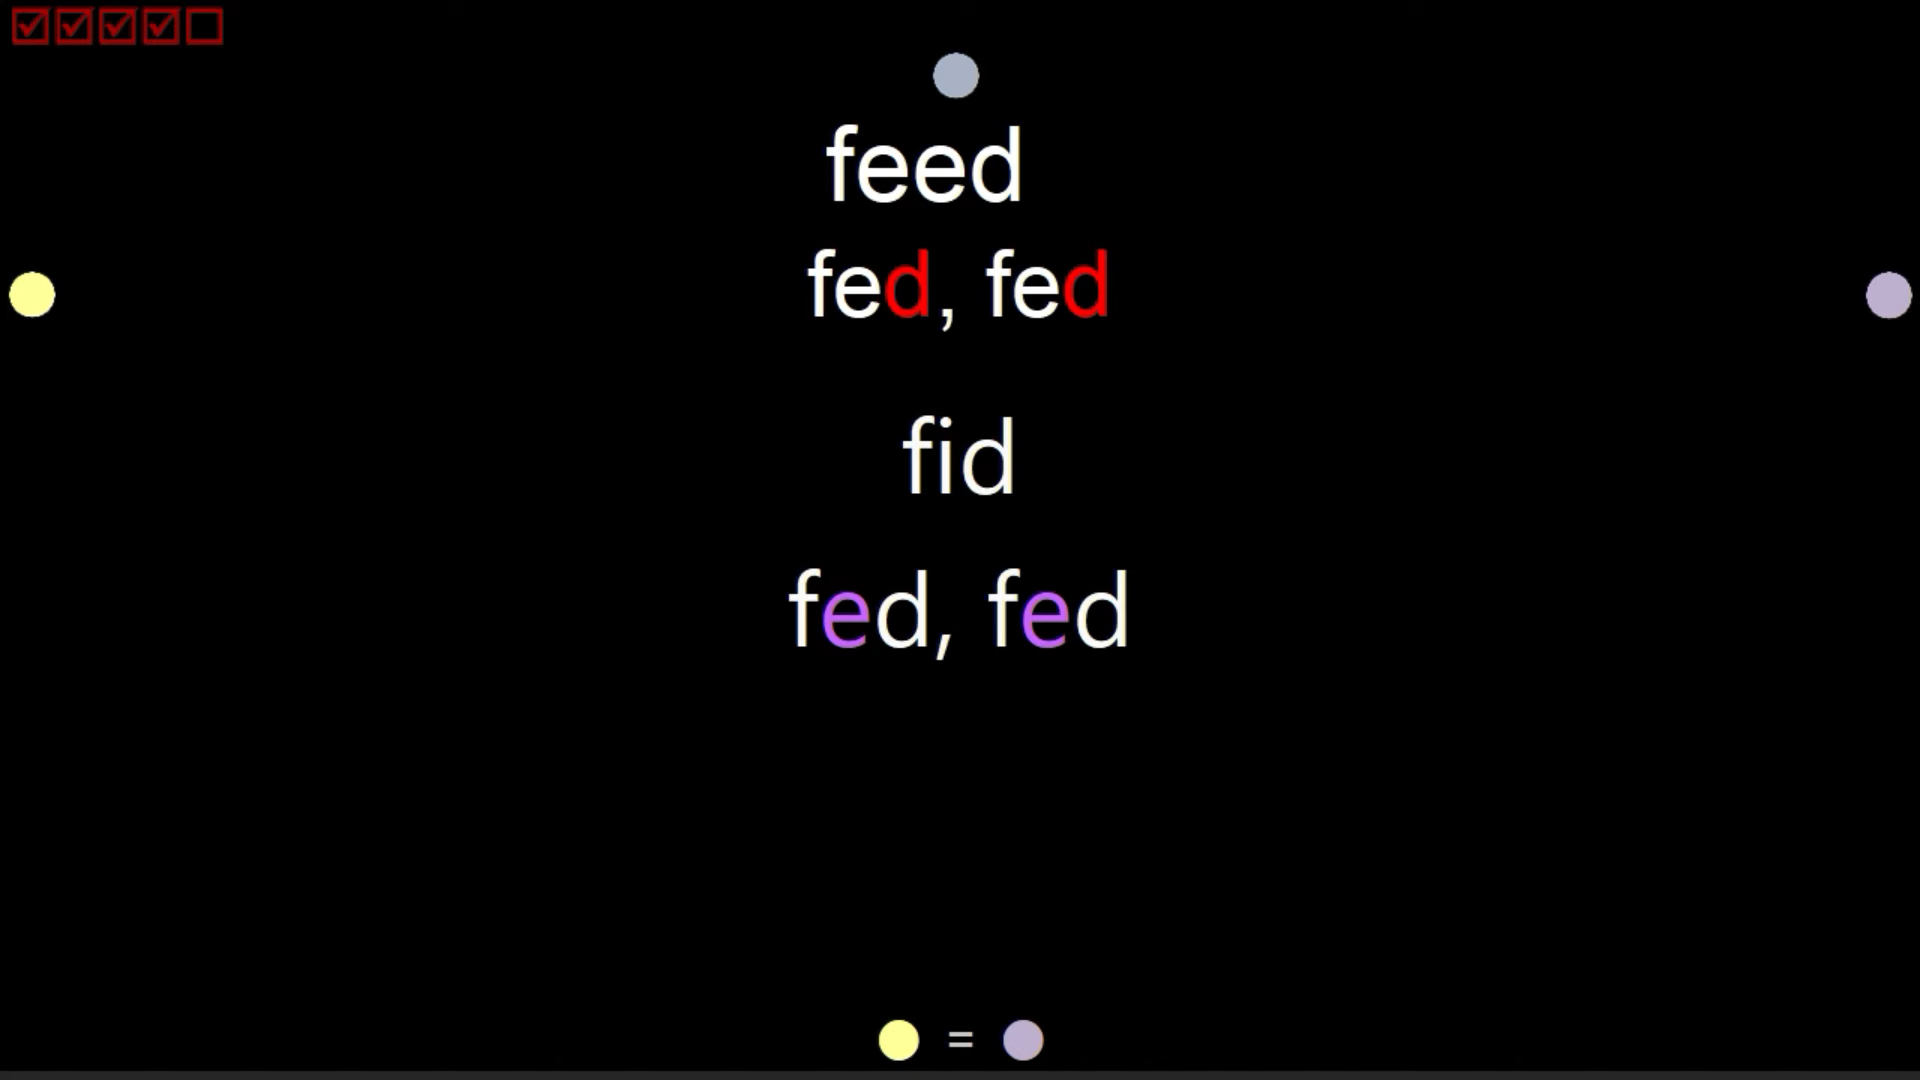 ☑☑☑☑☐
feed
fed, fed
fid
fed, fed
=